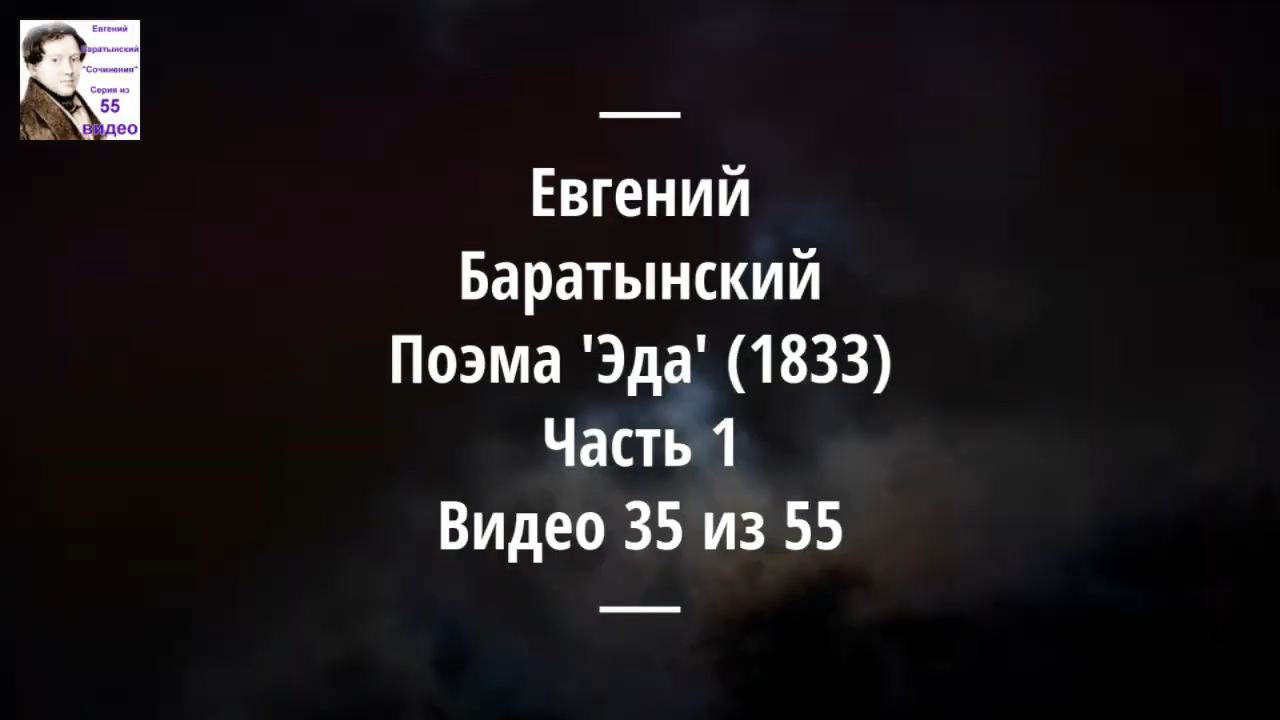 Евгений
Баратынский
"Сочинения"
Серия из
55
видео
Евгений
Баратынский
Поэма 'Эда' (1833)
Часть 1
Видео 35 из 55